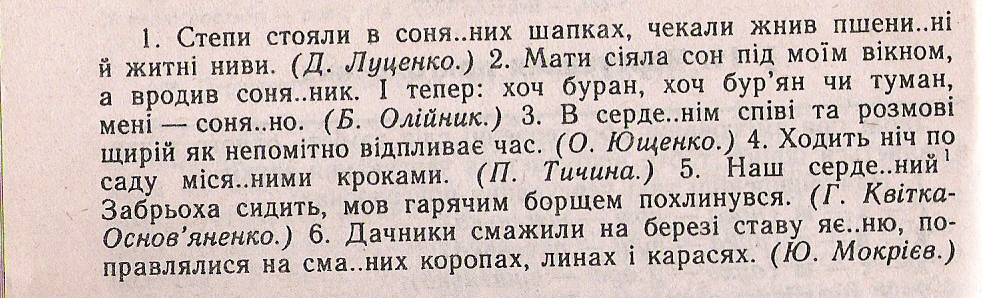 1. Степи стояли в соня..них шапках, чекали жнив пшени..ні
й житні ниви. (Д. Луценко.) 2. Мати сіяла сон під моїм вікном,
а вродив соня..ник. І тепер: хоч буран, хоч бур’ян чи туман,
мені — соня..но. (Б. Олійник.) 3. В серде..нім співі та розмові
щирій як непомітно відпливає час. (О. Ющенко.) 4. Ходить ніч по
саду міся..ними кроками. (П. Тичина.) 5. Наш серде..ний¹
Забрьоха сидить, мов гарячим борщем похлинувся. (Г. Квітка-
Основ’яненко.) 6. Дачники смажили на березі ставу яє..ню, по-
правлялися на сма..них коропах, линах і карасях. (Ю. Мокрієв.)